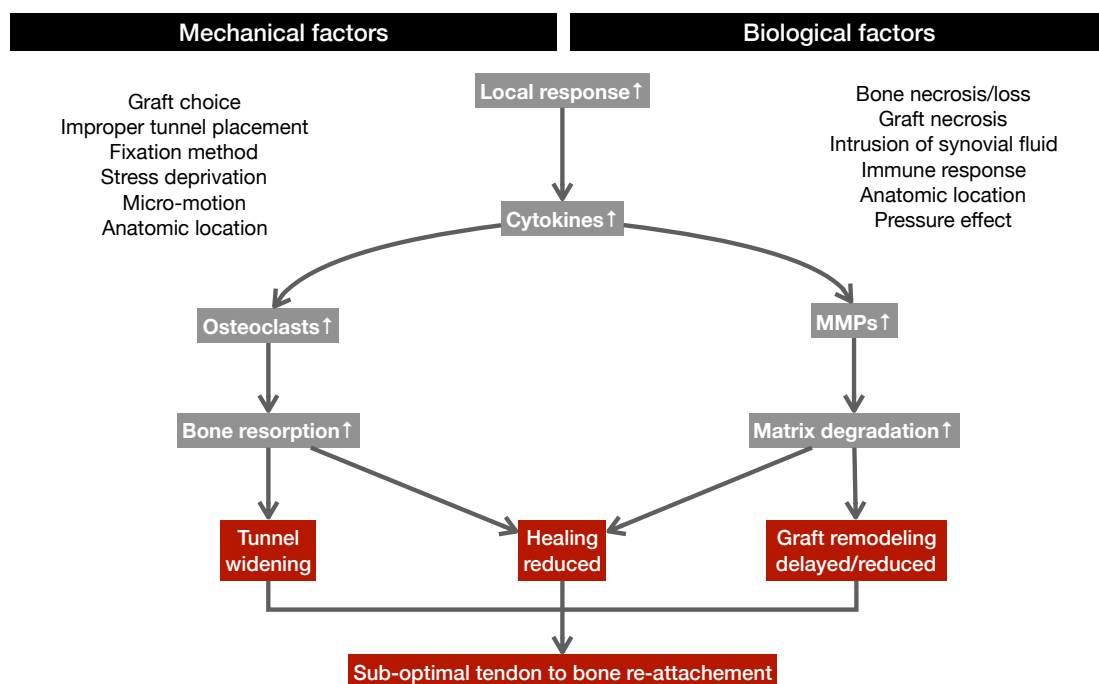 Mechanical factors
Biological factors
Graft choice
Improper tunnel placement
Fixation method
Stress deprivation
Micro-motion
Anatomic location
Local response↑
Bone necrosis/loss
Graft necrosis
Intrusion of synovial fluid
Immune response
Anatomic location
Pressure effect
Cytokines↑
Osteoclasts↑
MMPs↑
Bone resorption↑
Matrix degradation↑
Tunnel
widening
Healing
reduced
Graft remodeling
delayed/reduced
Sub-optimal tendon to bone re-attachement